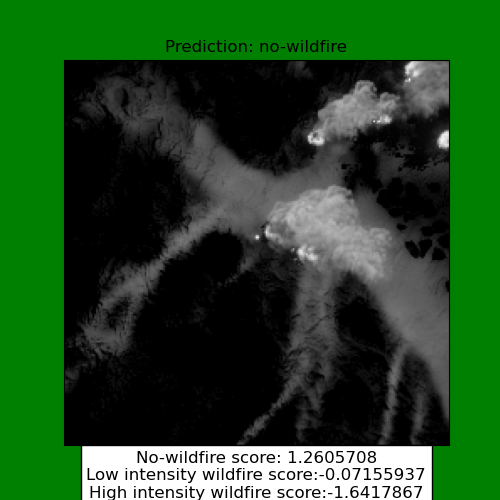 Prediction: no-wildfire
No-wildfire score: 1.2605708
Low intensity wildfire score:-0.07155937
High intensity wildfire score:-1.6417867